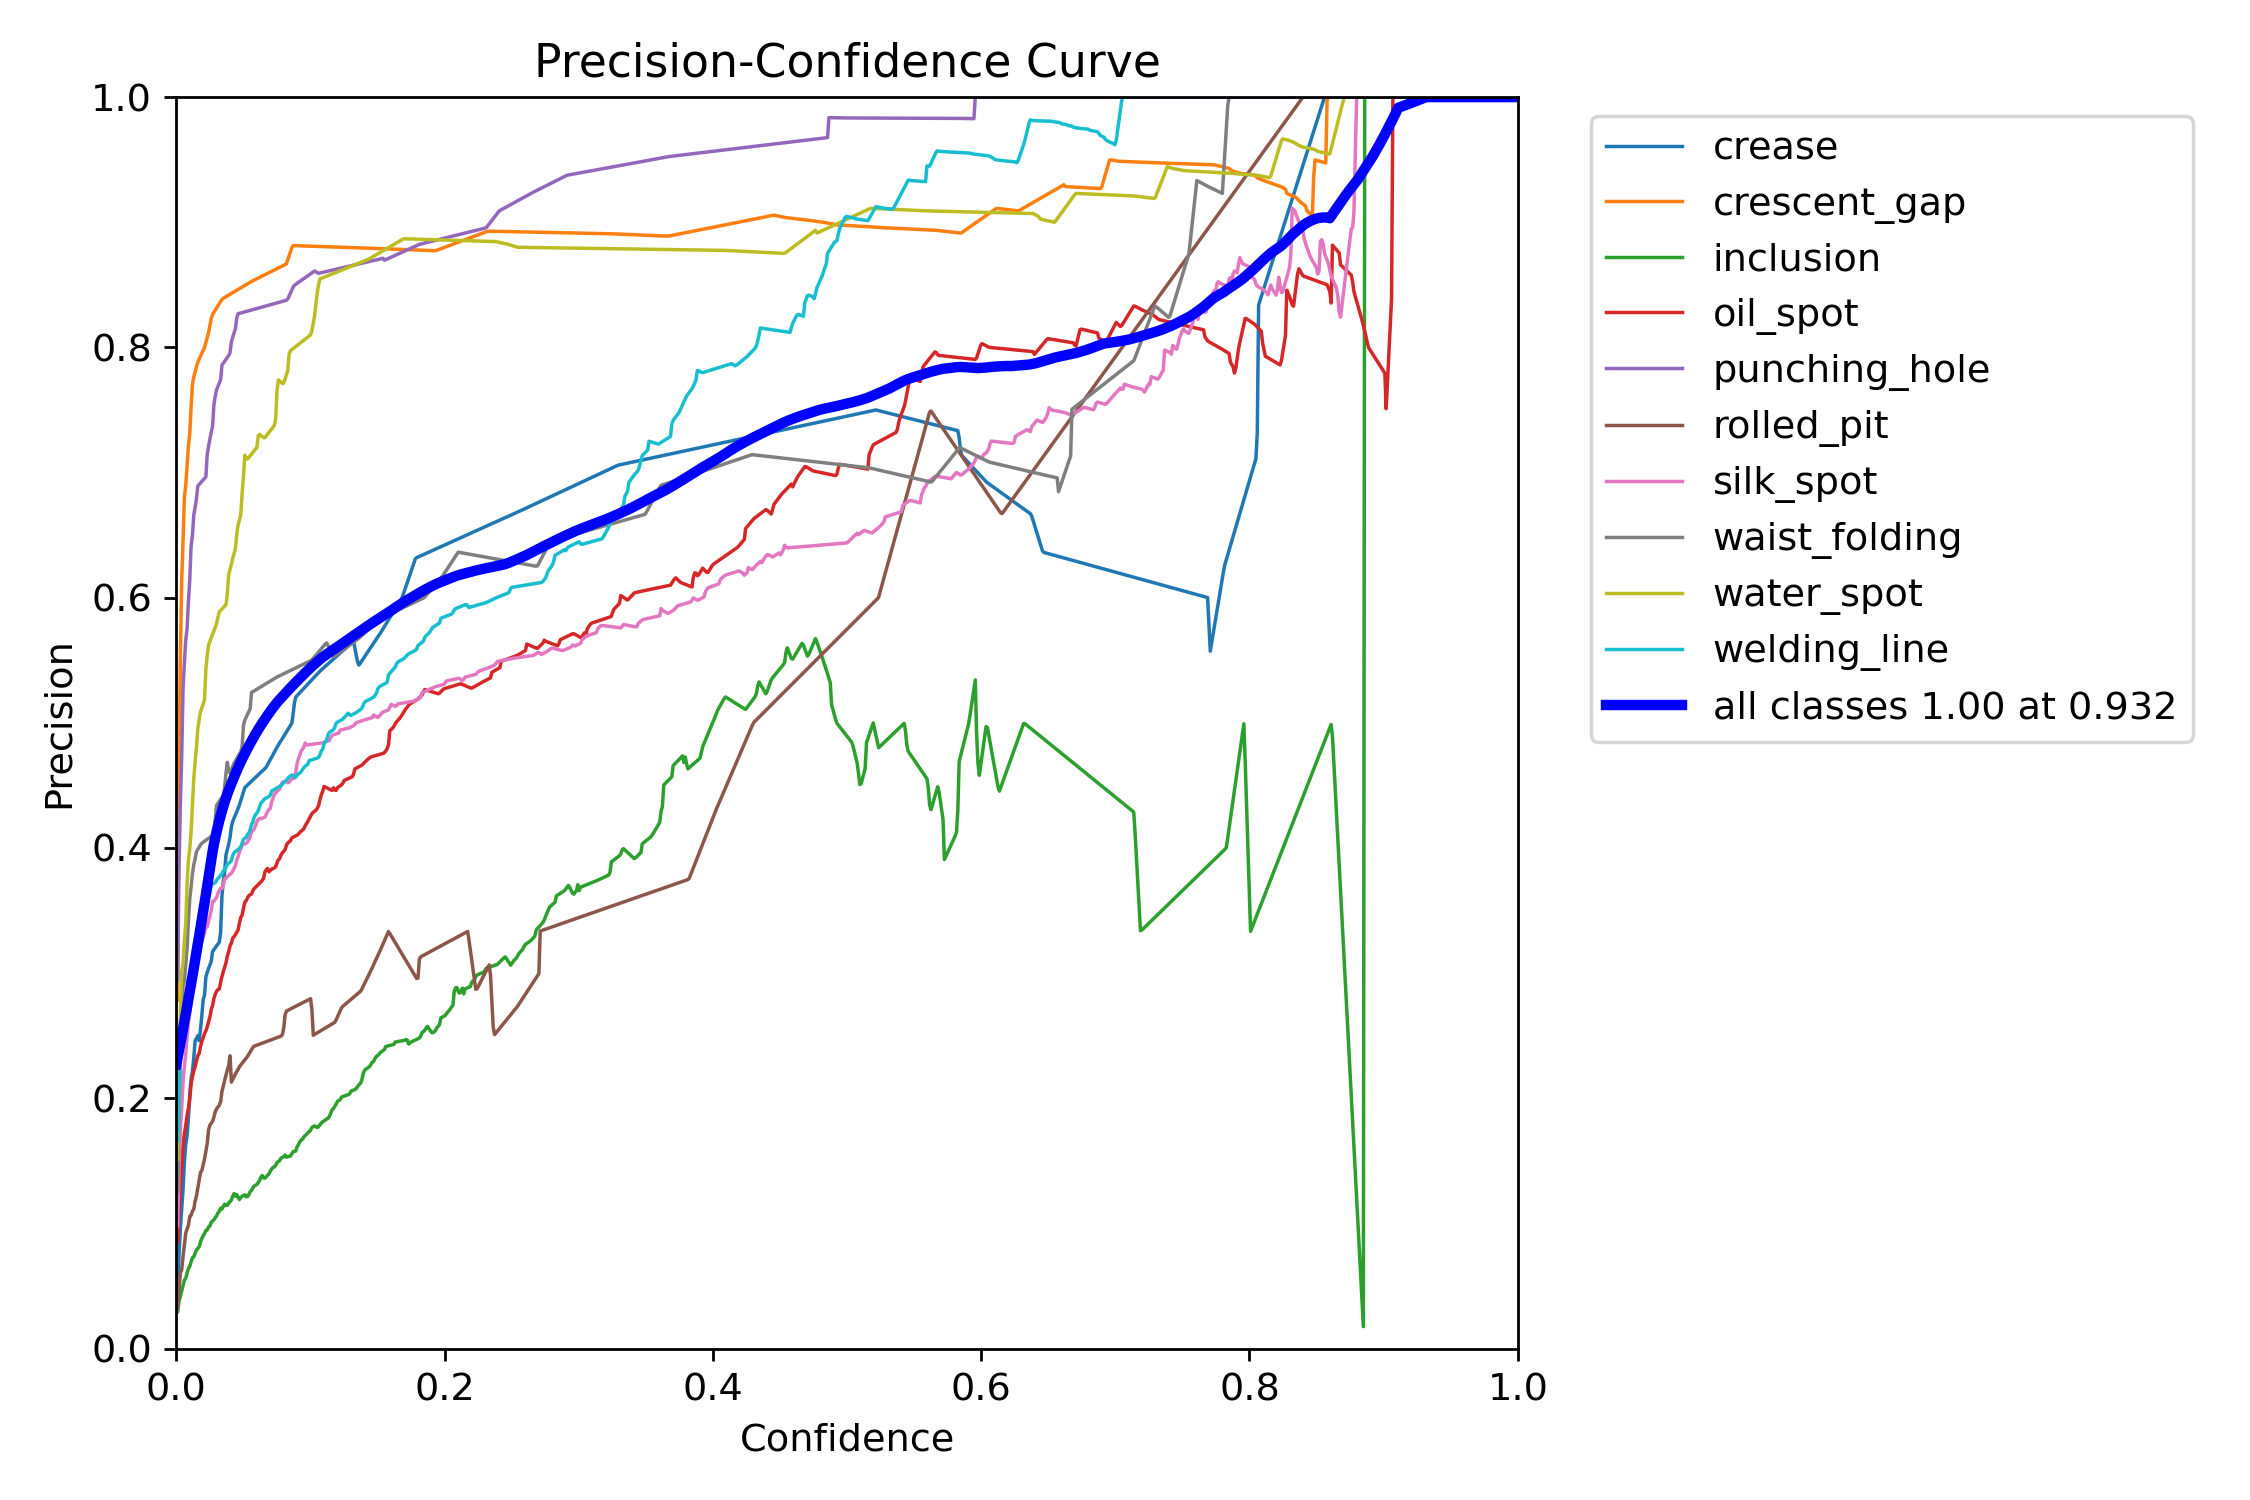 Precision-Confidence Curve
1.0
0.8
0.6
0.4
0.2
0.0
Precision
0.0 0.2 0.4 0.6 0.8 1.0
Confidence
crease
crescent_gap
inclusion
oil_spot
punching_hole
rolled_pit
silk_spot
waist_folding
water_spot
welding_line
all classes 1.00 at 0.932